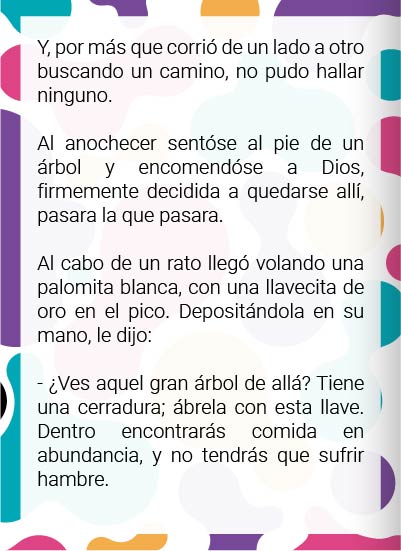 Y, por más que corrió de un lado a otro
buscando un camino, no pudo hallar
ninguno.
Al anochecer sentóse al pie de un
árbol y encomendóse a Dios,
firmemente decidida a quedarse allí,
pasara la que pasara.
Al cabo de un rato llegó volando una
palomita blanca, con una llavecita de
oro en el pico. Depositándola en su
mano, le dijo:
- ¿Ves aquel gran árbol de allá? Tiene
una cerradura; ábrela con esta llave.
Dentro encontrarás comida en
abundancia, y no tendrás que sufrir
hambre.